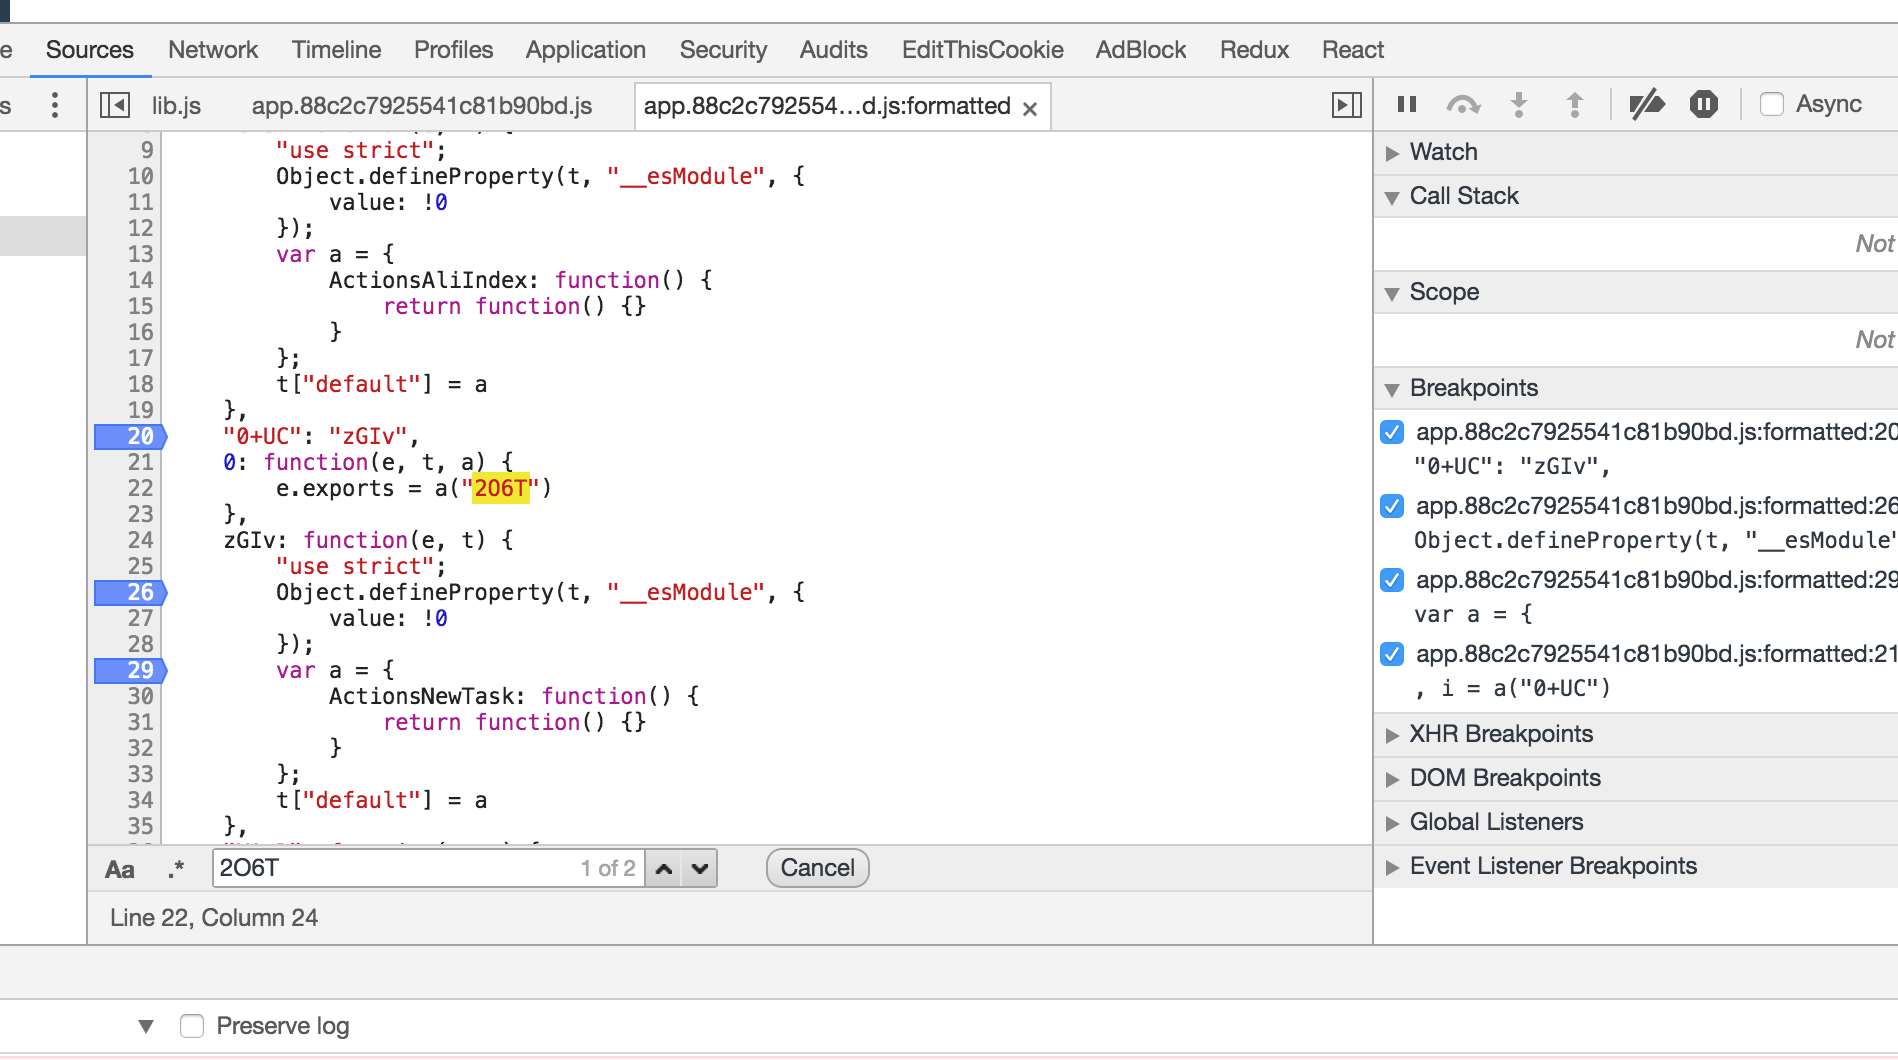 e Sources Network Timeline Profiles Application Security Audits EditThisCookie AdBlock Redux React
s lib.js app.88c2c7925541c81b90bd.js app.88c2c792554...d.js:formatted × Async
9 "use strict";
10 Object.defineProperty(t, "__esModule", {
11 value: !0
12 });
13 var a = {
14 ActionsAliIndex: function() {
15 return function() {}
16 }
17 };
18 t["default"] = a
19 },
20 "0+UC": "zGIv",
21 0: function(e, t, a) {
22 e.exports = a("2O6T")
23 },
24 zGIv: function(e, t) {
25 "use strict";
26 Object.defineProperty(t, "__esModule", {
27 value: !0
28 });
29 var a = {
30 ActionsNewTask: function() {
31 return function() {}
32 }
33 };
34 t["default"] = a
35 },
Aa .* 2O6T 1 of 2 Cancel
Line 22, Column 24
Watch
Call Stack
Not
Scope
Not
Breakpoints
app.88c2c7925541c81b90bd.js:formatted:20
"0+UC": "zGIv",
app.88c2c7925541c81b90bd.js:formatted:26
Object.defineProperty(t, "__esModule"
app.88c2c7925541c81b90bd.js:formatted:29
var a = {
app.88c2c7925541c81b90bd.js:formatted:21
, i = a("0+UC")
XHR Breakpoints
DOM Breakpoints
Global Listeners
Event Listener Breakpoints
Preserve log